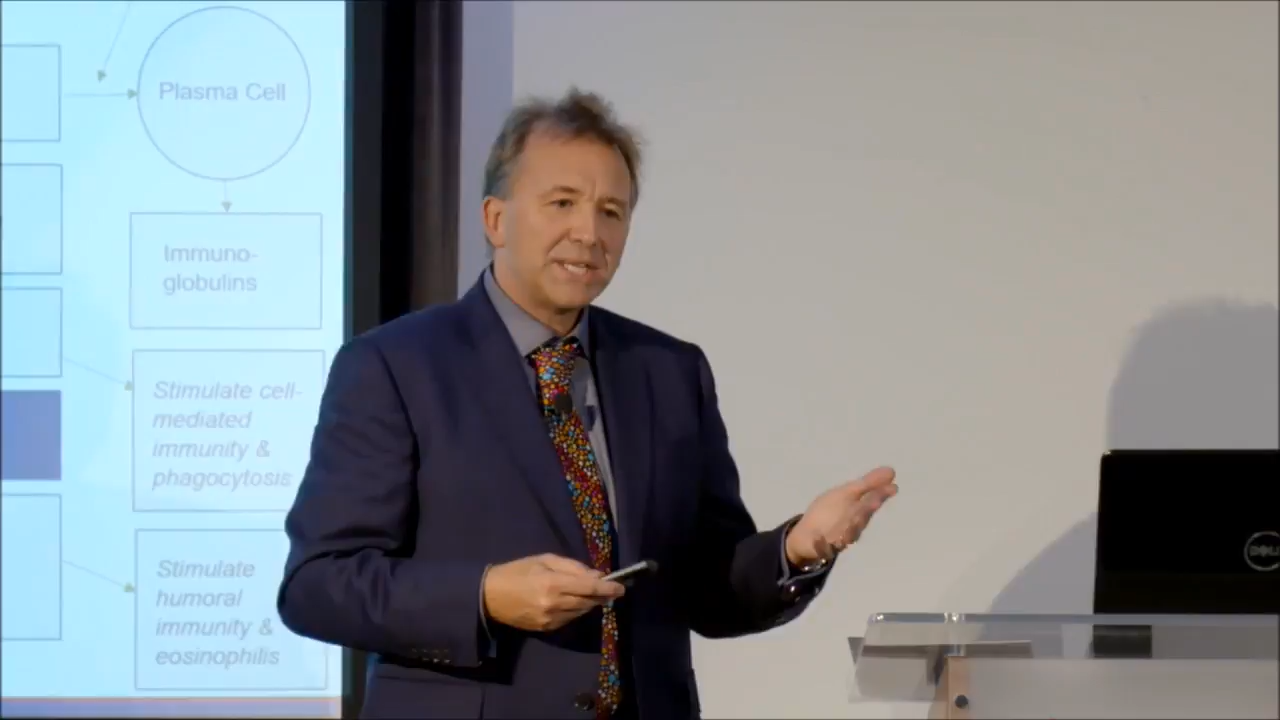 Plasma Cell
Immuno-
globulins
Stimulate cell-
mediated
immunity &
phagocytosis
Stimulate
humoral
immunity &
eosinophilis
DELL